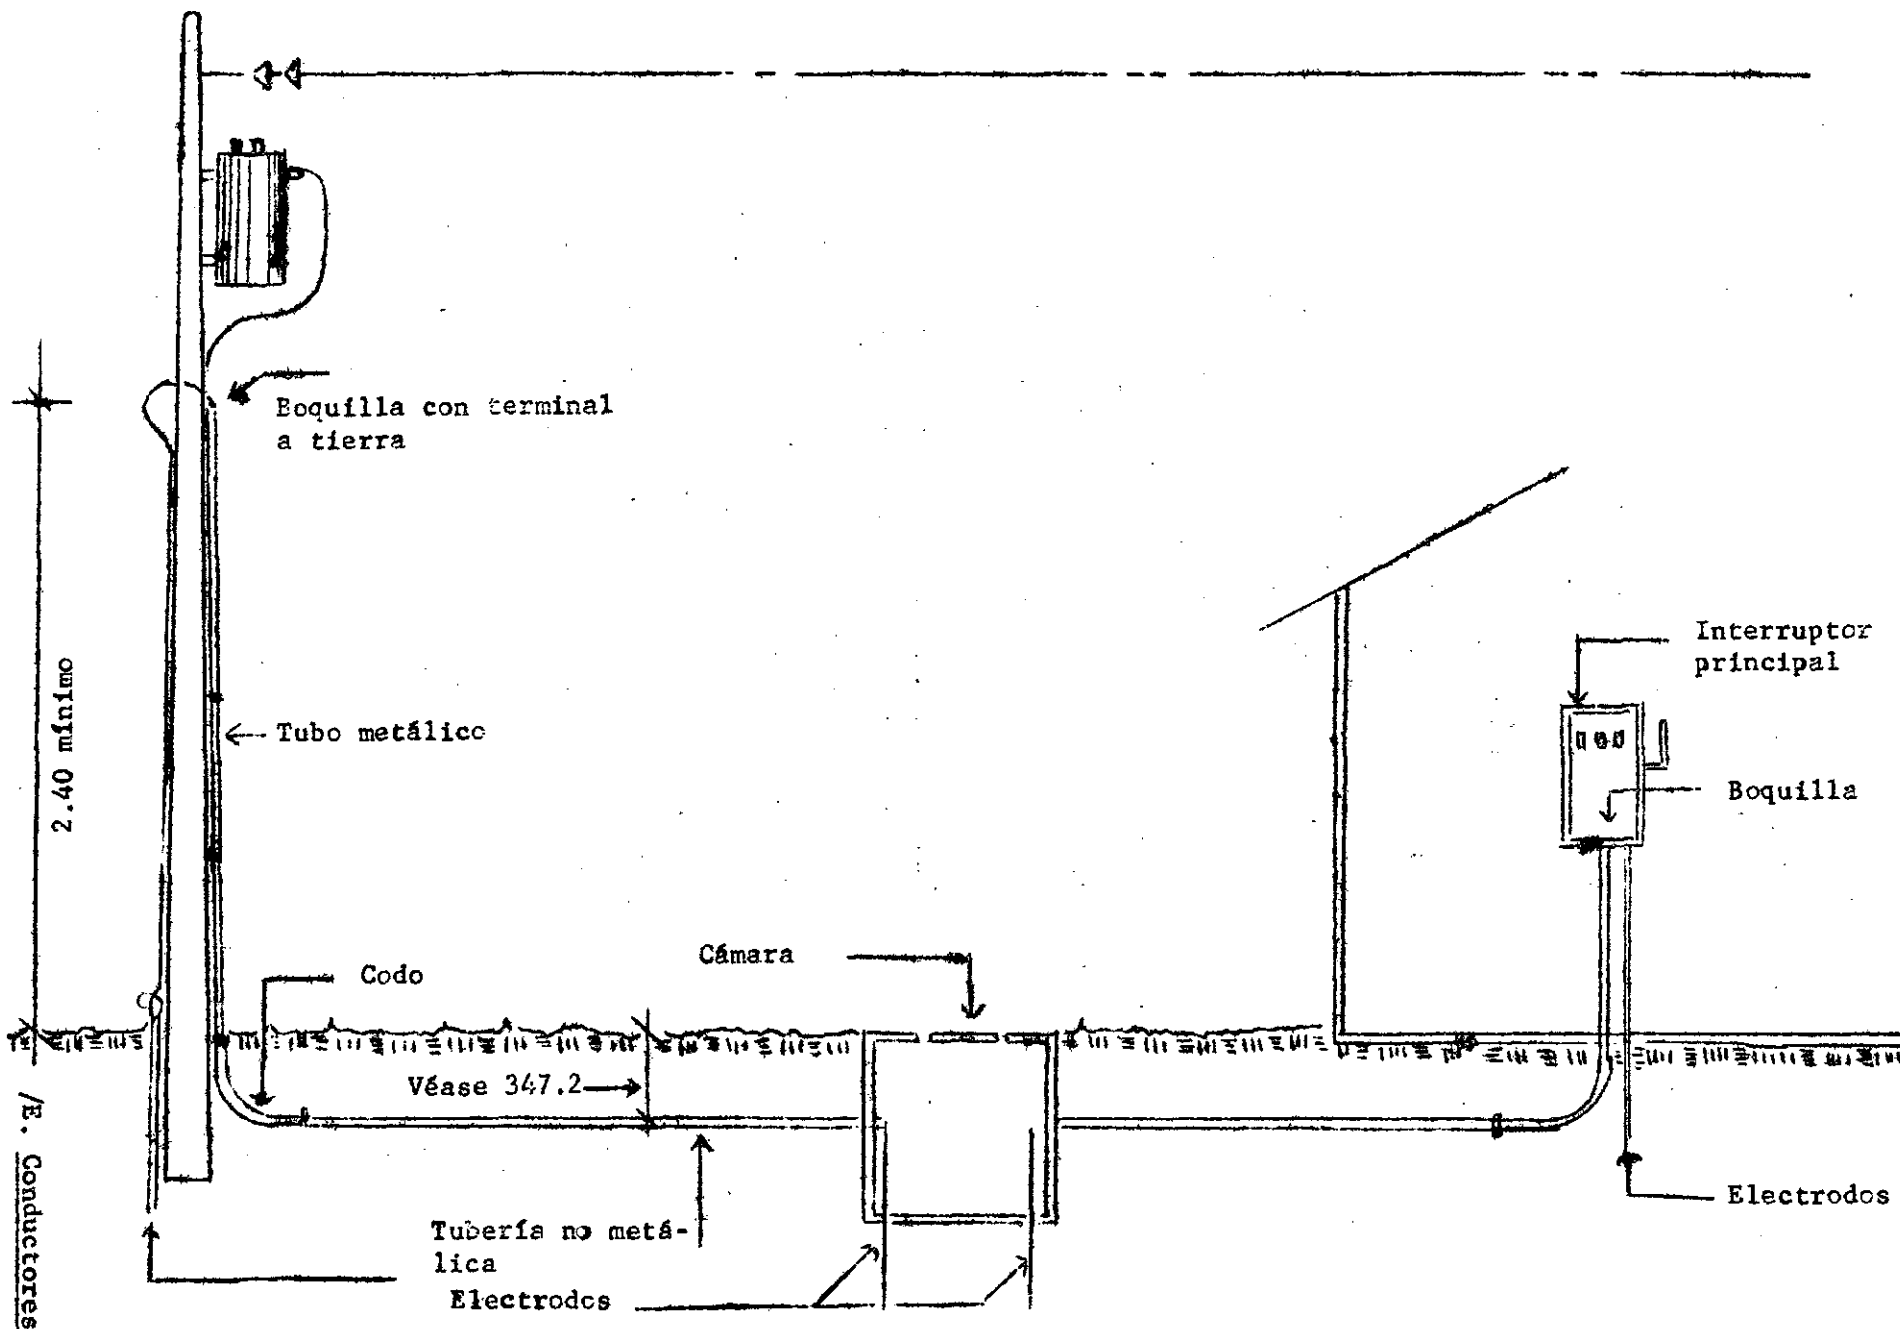 Boquilla con terminal
a tierra
2.40 mínimo
Tubo metálico
Interruptor
principal
Boquilla
Codo
Cámara
Véase 347.2
Tubería no metá-
lica
Electrodos
Electrodos
/E. Conductores